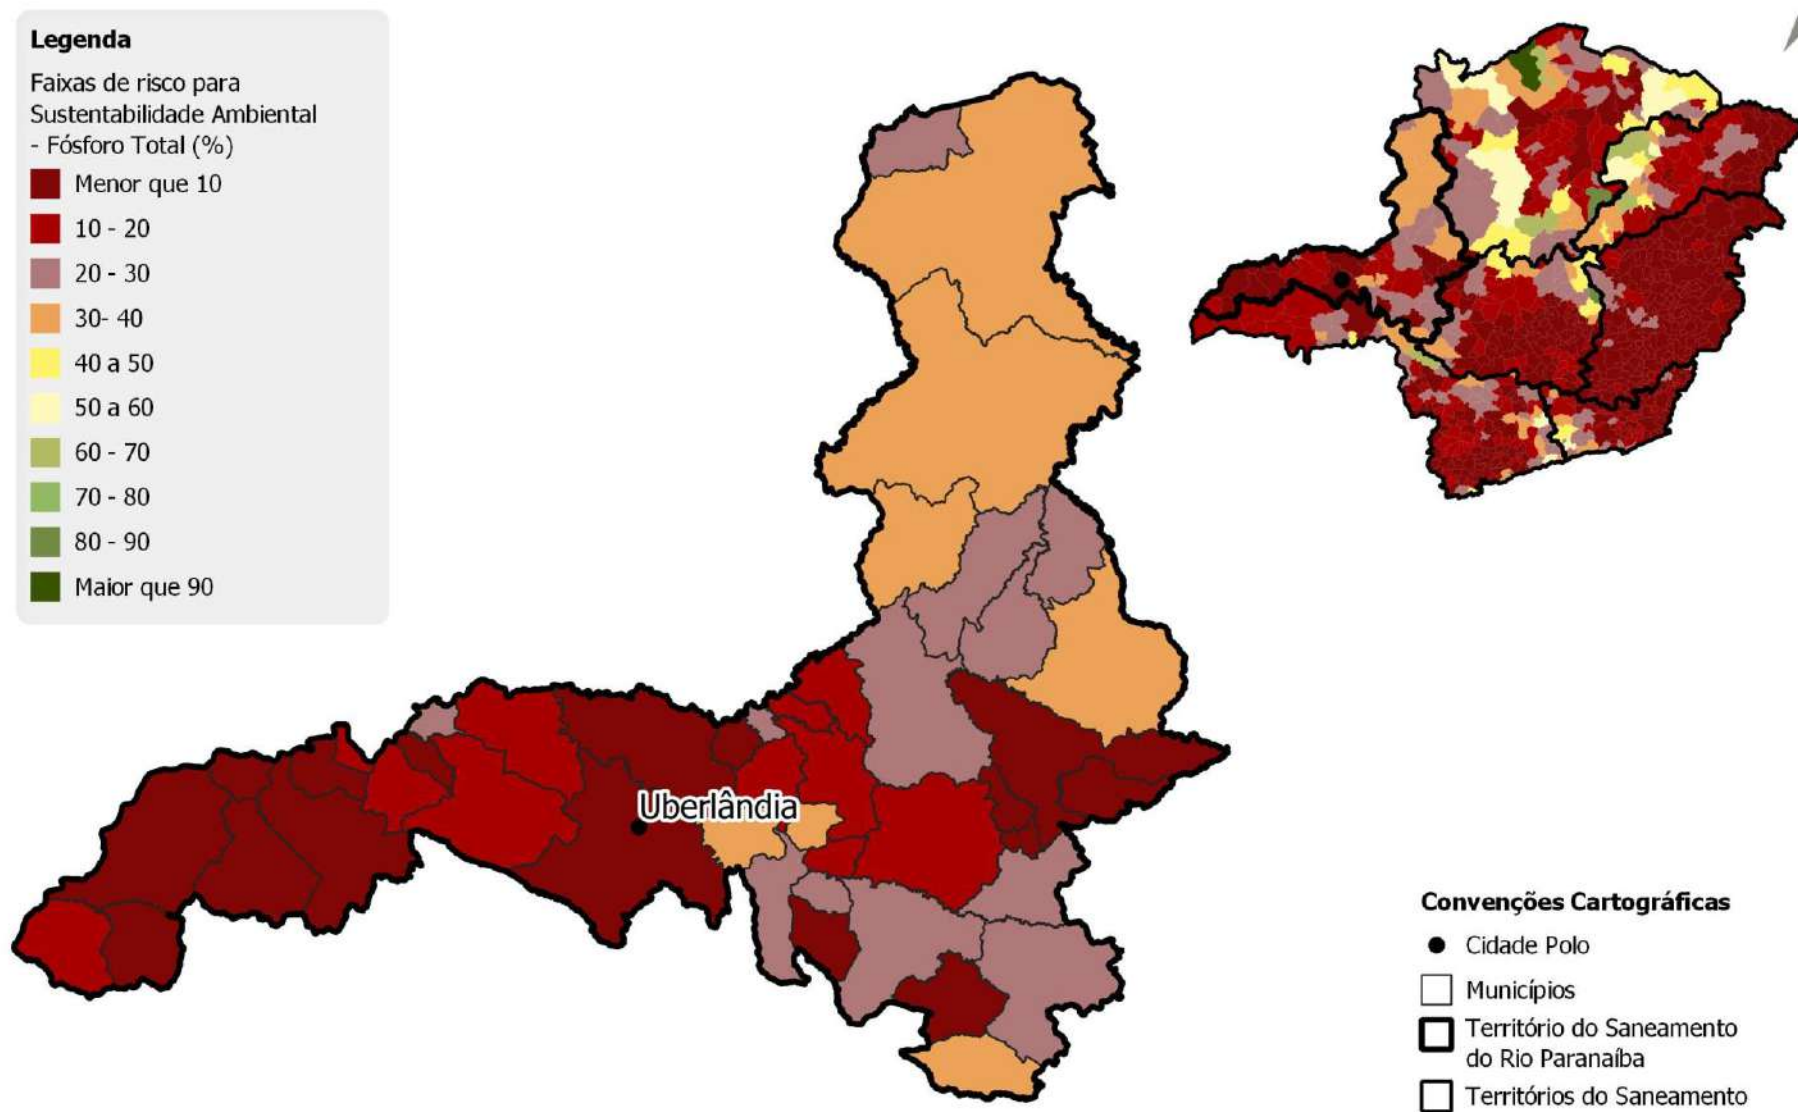 Legenda
Faixas de risco para
Sustentabilidade Ambiental
- Fósforo Total (%)
Menor que 10
10 - 20
20 - 30
30- 40
40 a 50
50 a 60
60 - 70
70 - 80
80 - 90
Maior que 90
Uberlândia
Convenções Cartográficas
Cidade Polo
Municípios
Território do Saneamento
do Rio Paranaíba
Territórios do Saneamento